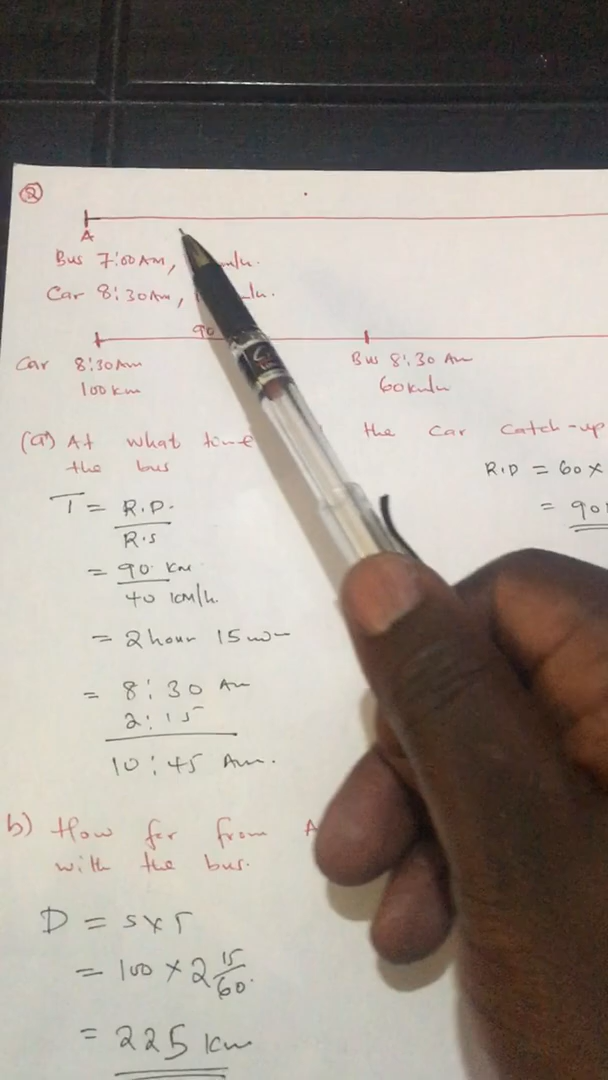 2
A
Bus 7:00 AM, m/h.
Car 8:30 Am,
90
Car 8:30 Am
100 km
Bus 8:30 Am
60 km/h
(a) At what time the car catch-up
the bus
R.D = 60 x
= 90
T = R.D.
R.S
= 90 km
40 km/h.
= 2 hour 15 min
= 8:30 Am
2:15
10:45 Am.
b) How far from A
with the bus.
D = S x T
= 100 x 2 15/60.
= 225 km